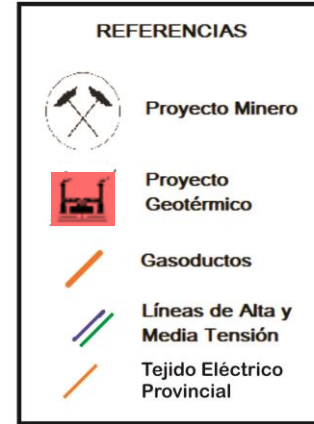 REFERENCIAS
Proyecto Minero
Proyecto
Geotérmico
Gasoductos
Líneas de Alta y
Media Tensión
Tejido Eléctrico
Provincial